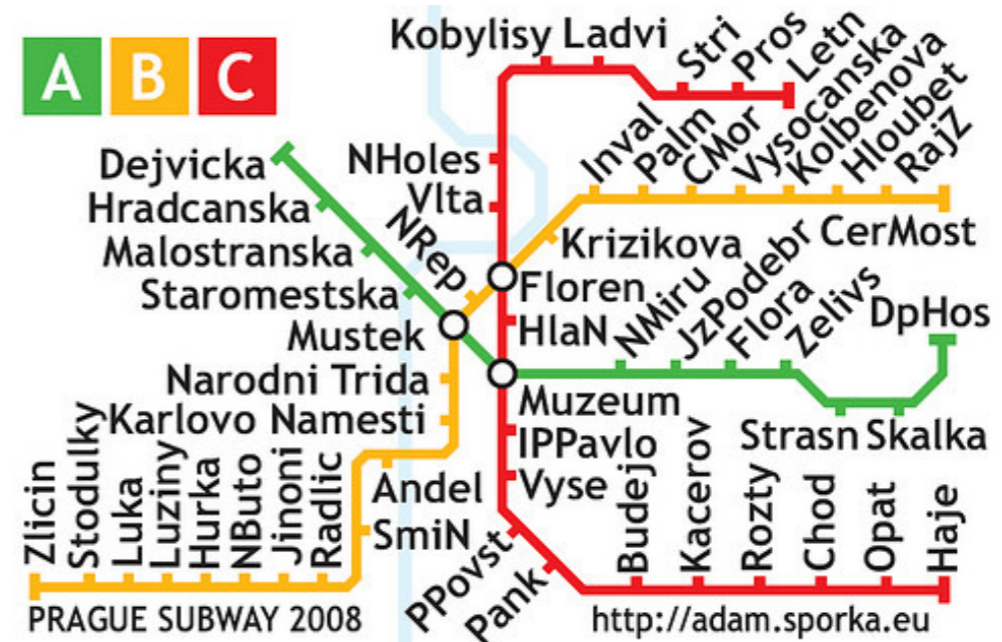 A B C
Kobylisy Ladvi Stri Pros Letn
Dejvicka
Hradcanska
Malostranska
Staromestska
Mustek
NHoles
Vlta
NRep
Inval Palm CMor Vysocanska Kolbenova Hloubet RajZ
CerMost
Krizikova
Floren
HlaN
NMiru JzPodebr Flora Zelivs
DpHos
Strasn Skalka
Narodni Trida
Karlovo Namesti
Muzeum
IPPavlo
Vyse
Andel
SmiN
Zlicin Stodulky Luka Luziny Hurka NButo Jinoni Radlic
PPovst
Pank
Budej Kacerov Rozty Chod Opat Haje
PRAGUE SUBWAY 2008
http://adam.sporka.eu